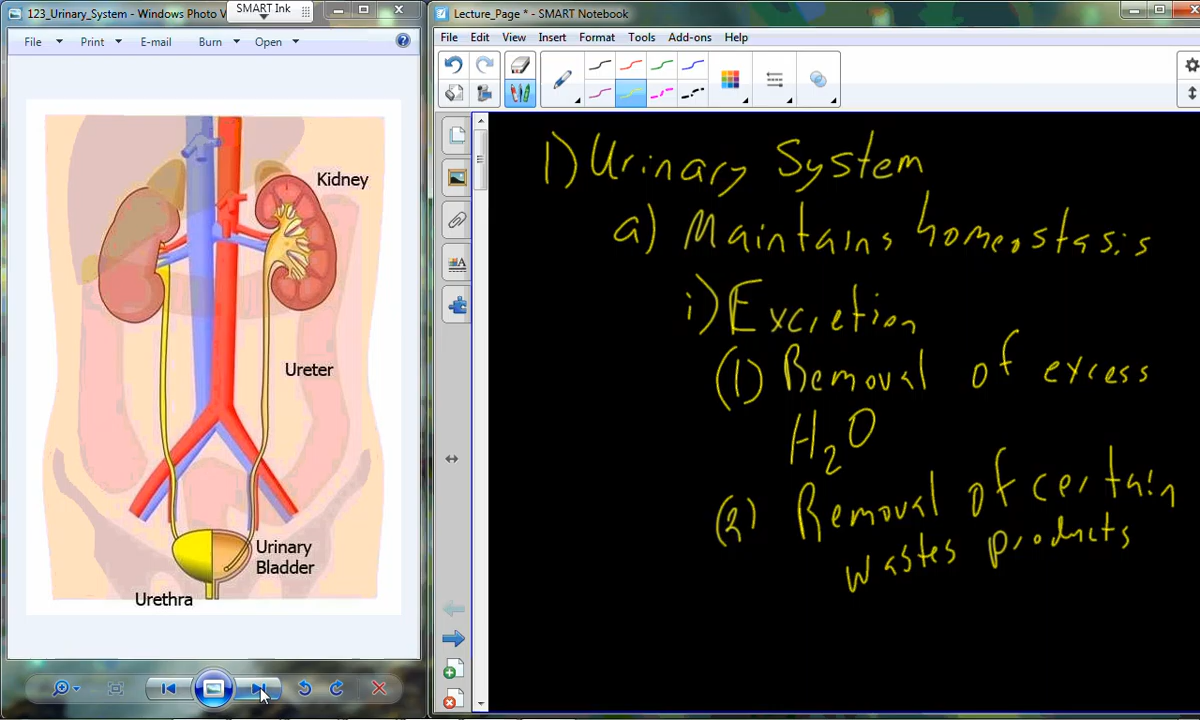 123_Urinary_System - Windows Photo V
SMART Ink
File Print E-mail Burn Open
Kidney
Ureter
Urinary
Bladder
Urethra
Lecture_Page * - SMART Notebook
File Edit View Insert Format Tools Add-ons Help
1) Urinary System
a) Maintains homeostasis
i) Excretion
(1) Removal of excess
H2O
(2) Removal of certain
wastes products